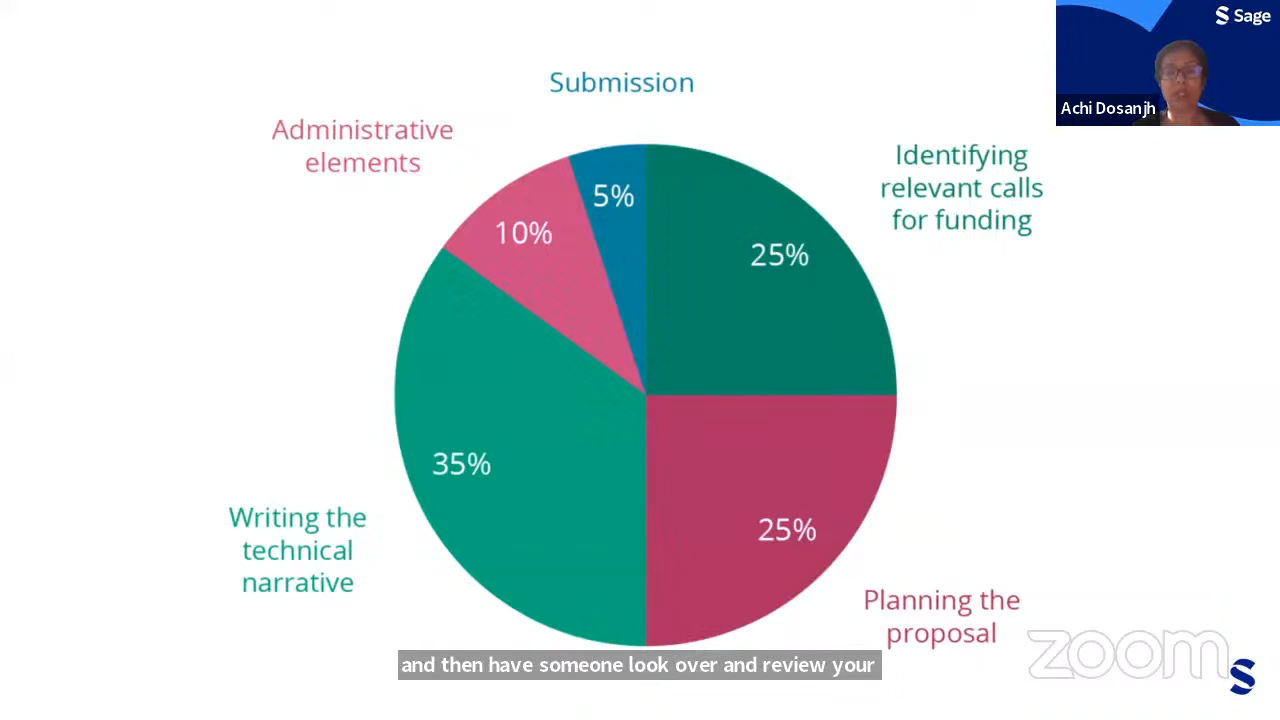 Sage
Achi Dosanjh
Submission
Administrative
elements
Identifying
relevant calls
for funding
5%
10%
25%
35%
25%
Writing the
technical
narrative
Planning the
proposal
and then have someone look over and review your
zoom
S